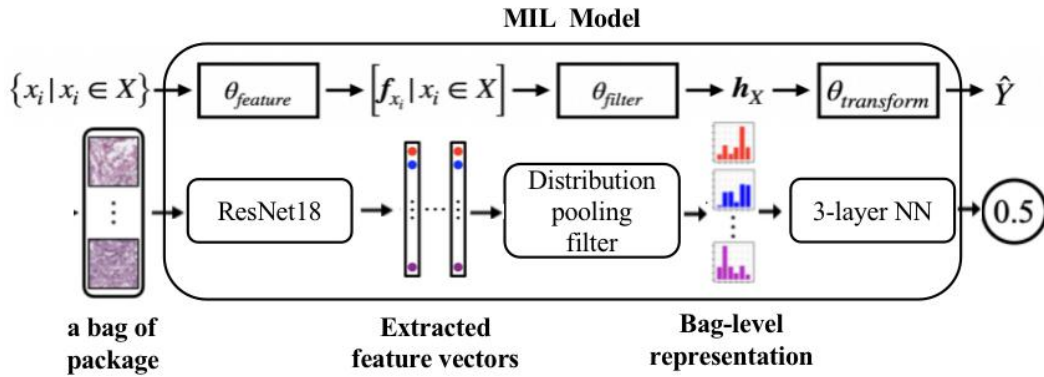 MIL Model
{x_i | x_i ∈ X}
θ_feature
[f_{x_i} | x_i ∈ X]
θ_filter
h_X
θ_transform
Ŷ
ResNet18
Distribution
pooling
filter
3-layer NN
0.5
a bag of
package
Extracted
feature vectors
Bag-level
representation